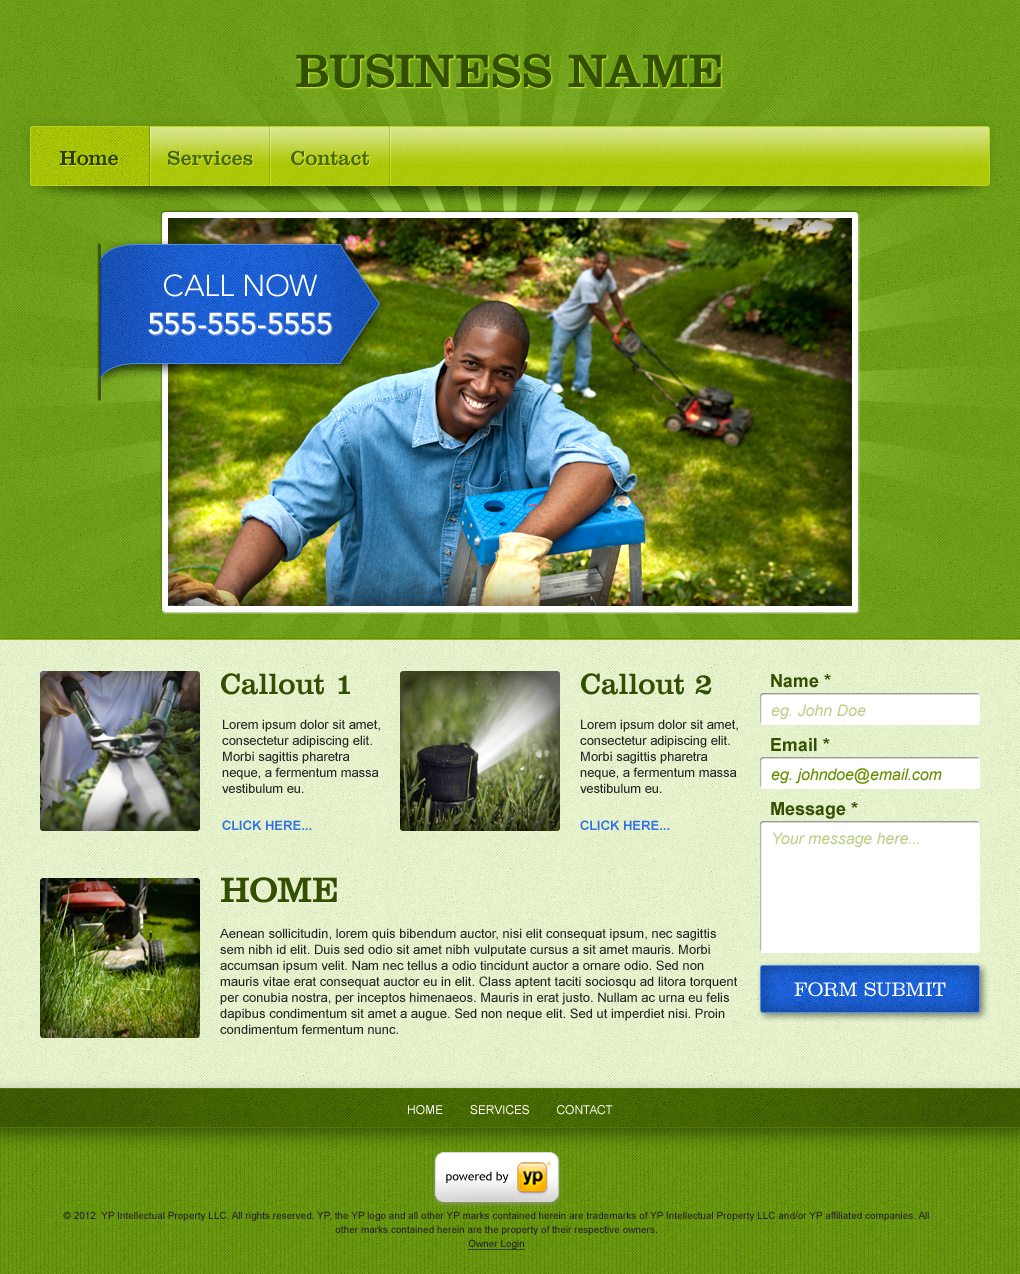 BUSINESS NAME
Home
Services
Contact
CALL NOW
555-555-5555
Callout 1
Lorem ipsum dolor sit amet,
consectetur adipiscing elit.
Morbi sagittis pharetra
neque, a fermentum massa
vestibulum eu.
CLICK HERE...
Callout 2
Lorem ipsum dolor sit amet,
consectetur adipiscing elit.
Morbi sagittis pharetra
neque, a fermentum massa
vestibulum eu.
CLICK HERE...
Name *
eg. John Doe
Email *
eg. johndoe@email.com
Message *
Your message here...
FORM SUBMIT
HOME
Aenean sollicitudin, lorem quis bibendum auctor, nisi elit consequat ipsum, nec sagittis
sem nibh id elit. Duis sed odio sit amet nibh vulputate cursus a sit amet mauris. Morbi
accumsan ipsum velit. Nam nec tellus a odio tincidunt auctor a ornare odio. Sed non
mauris vitae erat consequat auctor eu in elit. Class aptent taciti sociosqu ad litora torquent
per conubia nostra, per inceptos himenaeos. Mauris in erat justo. Nullam ac urna eu felis
dapibus condimentum sit amet a augue. Sed non neque elit. Sed ut imperdiet nisi. Proin
condimentum fermentum nunc.
HOME
SERVICES
CONTACT
powered by yp
© 2012 YP Intellectual Property LLC. All rights reserved. YP, the YP logo and all other YP marks contained herein are trademarks of YP Intellectual Property LLC and/or YP affiliated companies. All
other marks contained herein are the property of their respective owners.
Owner Login